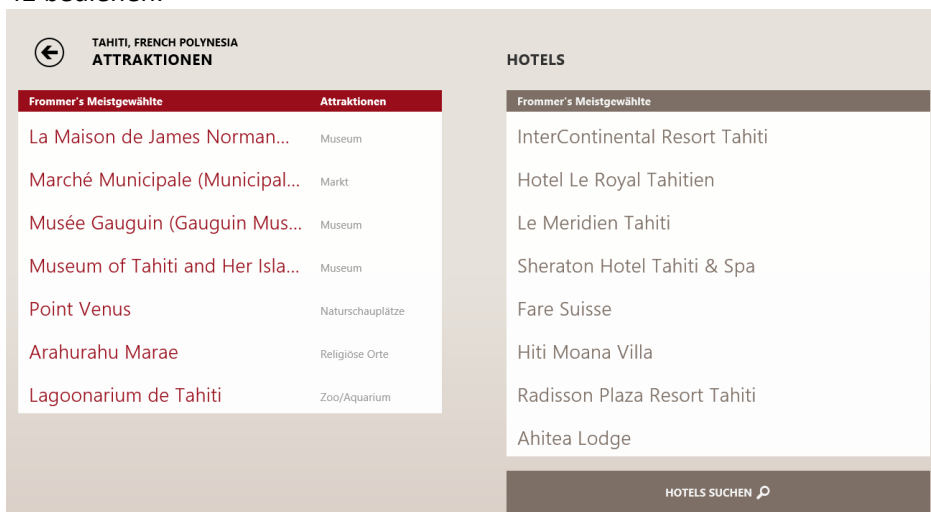 TAHITI, FRENCH POLYNESIA
ATTRAKTIONEN
Frommer's Meistgewählte Attraktionen
La Maison de James Norman... Museum
Marché Municipale (Municipal... Markt
Musée Gauguin (Gauguin Mus... Museum
Museum of Tahiti and Her Isla... Museum
Point Venus Naturschauplätze
Arahurahu Marae Religiöse Orte
Lagoonarium de Tahiti Zoo/Aquarium
HOTELS
Frommer's Meistgewählte
InterContinental Resort Tahiti
Hotel Le Royal Tahitien
Le Meridien Tahiti
Sheraton Hotel Tahiti & Spa
Fare Suisse
Hiti Moana Villa
Radisson Plaza Resort Tahiti
Ahitea Lodge
HOTELS SUCHEN